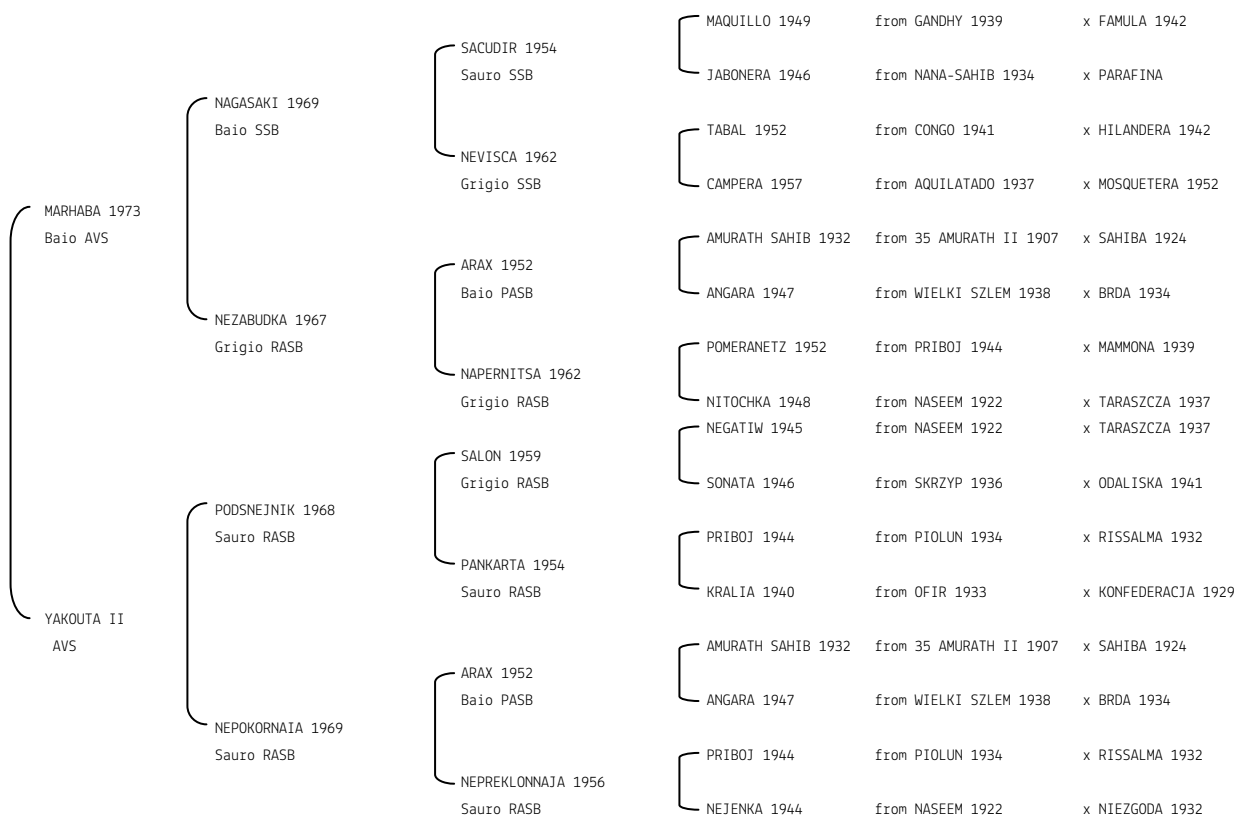 MAQUILLO 1949 from GANDHY 1939 x FAMULA 1942
SACUDIR 1954
Sauro SSB
JABONERA 1946 from NANA-SAHIB 1934 x PARAFINA
NAGASAKI 1969
Baio SSB
TABAL 1952 from CONGO 1941 x HILANDERA 1942
NEVISCA 1962
Grigio SSB
CAMPERA 1957 from AQUILATADO 1937 x MOSQUETERA 1952
MARHABA 1973
Baio AVS
AMURATH SAHIB 1932 from 35 AMURATH II 1907 x SAHIBA 1924
ARAX 1952
Baio PASB
ANGARA 1947 from WIELKI SZLEM 1938 x BRDA 1934
NEZABUDKA 1967
Grigio RASB
POMERANETZ 1952 from PRIBOJ 1944 x MAMMONA 1939
NAPERNITSA 1962
Grigio RASB
NITOCHKA 1948 from NASEEM 1922 x TARASZCZA 1937
NEGATIW 1945 from NASEEM 1922 x TARASZCZA 1937
SALON 1959
Grigio RASB
SONATA 1946 from SKRZYP 1936 x ODALISKA 1941
PODSNEJNIK 1968
Sauro RASB
PRIBOJ 1944 from PIOLUN 1934 x RISSALMA 1932
PANKARTA 1954
Sauro RASB
KRALIA 1940 from OFIR 1933 x KONFEDERACJA 1929
YAKOUTA II
AVS
AMURATH SAHIB 1932 from 35 AMURATH II 1907 x SAHIBA 1924
ARAX 1952
Baio PASB
ANGARA 1947 from WIELKI SZLEM 1938 x BRDA 1934
NEPOKORNAIA 1969
Sauro RASB
PRIBOJ 1944 from PIOLUN 1934 x RISSALMA 1932
NEPREKLONNAJA 1956
Sauro RASB
NEJENKA 1944 from NASEEM 1922 x NIEZGODA 1932